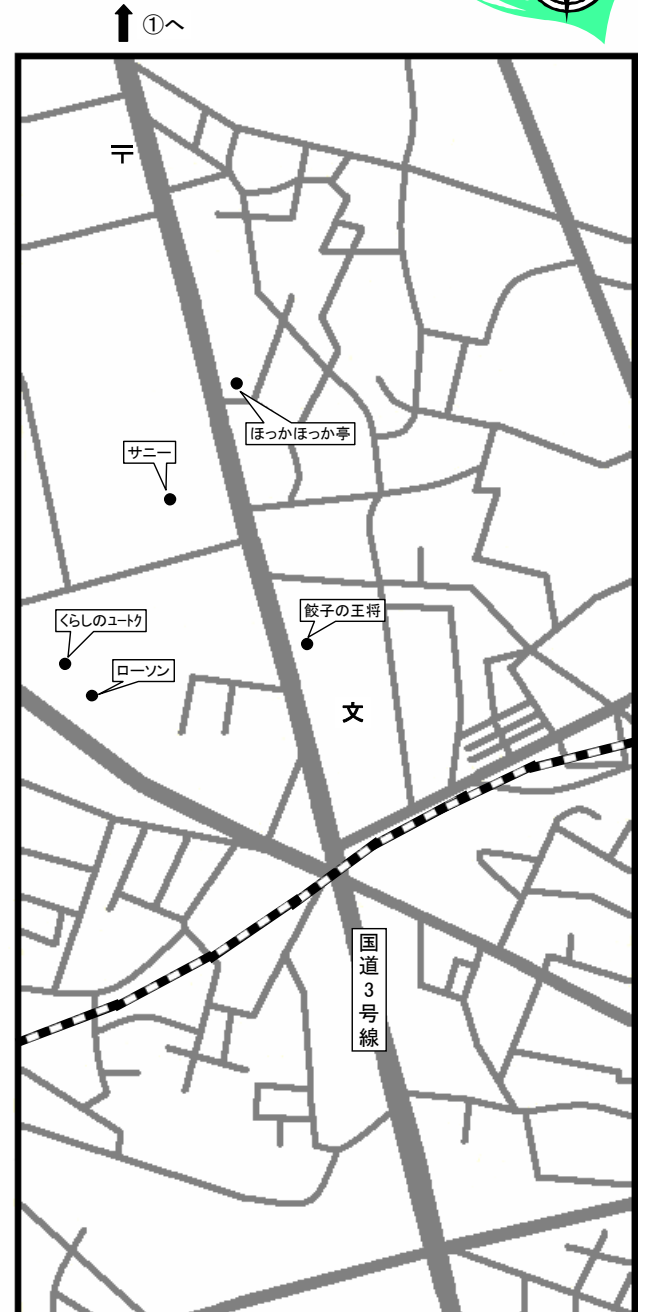 ①へ
〒
ほっかほっか亭
サニー
餃子の王将
くらしのユートク
ローソン
文
国道3号線